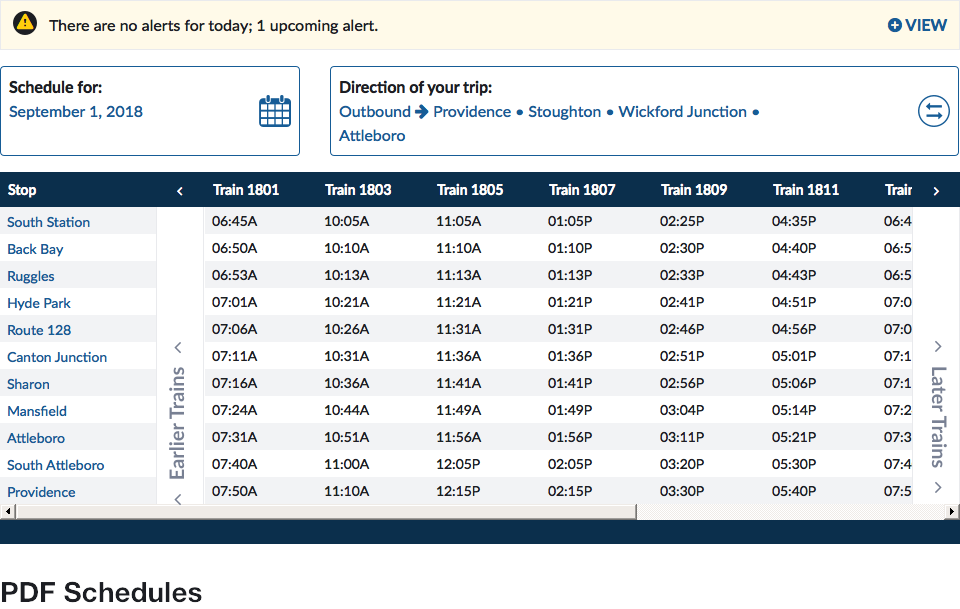 There are no alerts for today; 1 upcoming alert. VIEW
Schedule for:
September 1, 2018
Direction of your trip:
Outbound Providence • Stoughton • Wickford Junction •
Attleboro
Stop Train 1801 Train 1803 Train 1805 Train 1807 Train 1809 Train 1811 Train
South Station 06:45A 10:05A 11:05A 01:05P 02:25P 04:35P 06:4
Back Bay 06:50A 10:10A 11:10A 01:10P 02:30P 04:40P 06:5
Ruggles 06:53A 10:13A 11:13A 01:13P 02:33P 04:43P 06:5
Hyde Park 07:01A 10:21A 11:21A 01:21P 02:41P 04:51P 07:0
Route 128 07:06A 10:26A 11:31A 01:31P 02:46P 04:56P 07:0
Canton Junction 07:11A 10:31A 11:36A 01:36P 02:51P 05:01P 07:1
Sharon 07:16A 10:36A 11:41A 01:41P 02:56P 05:06P 07:1
Mansfield 07:24A 10:44A 11:49A 01:49P 03:04P 05:14P 07:2
Attleboro 07:31A 10:51A 11:56A 01:56P 03:11P 05:21P 07:3
South Attleboro 07:40A 11:00A 12:05P 02:05P 03:20P 05:30P 07:4
Providence 07:50A 11:10A 12:15P 02:15P 03:30P 05:40P 07:5
Earlier Trains
Later Trains
PDF Schedules